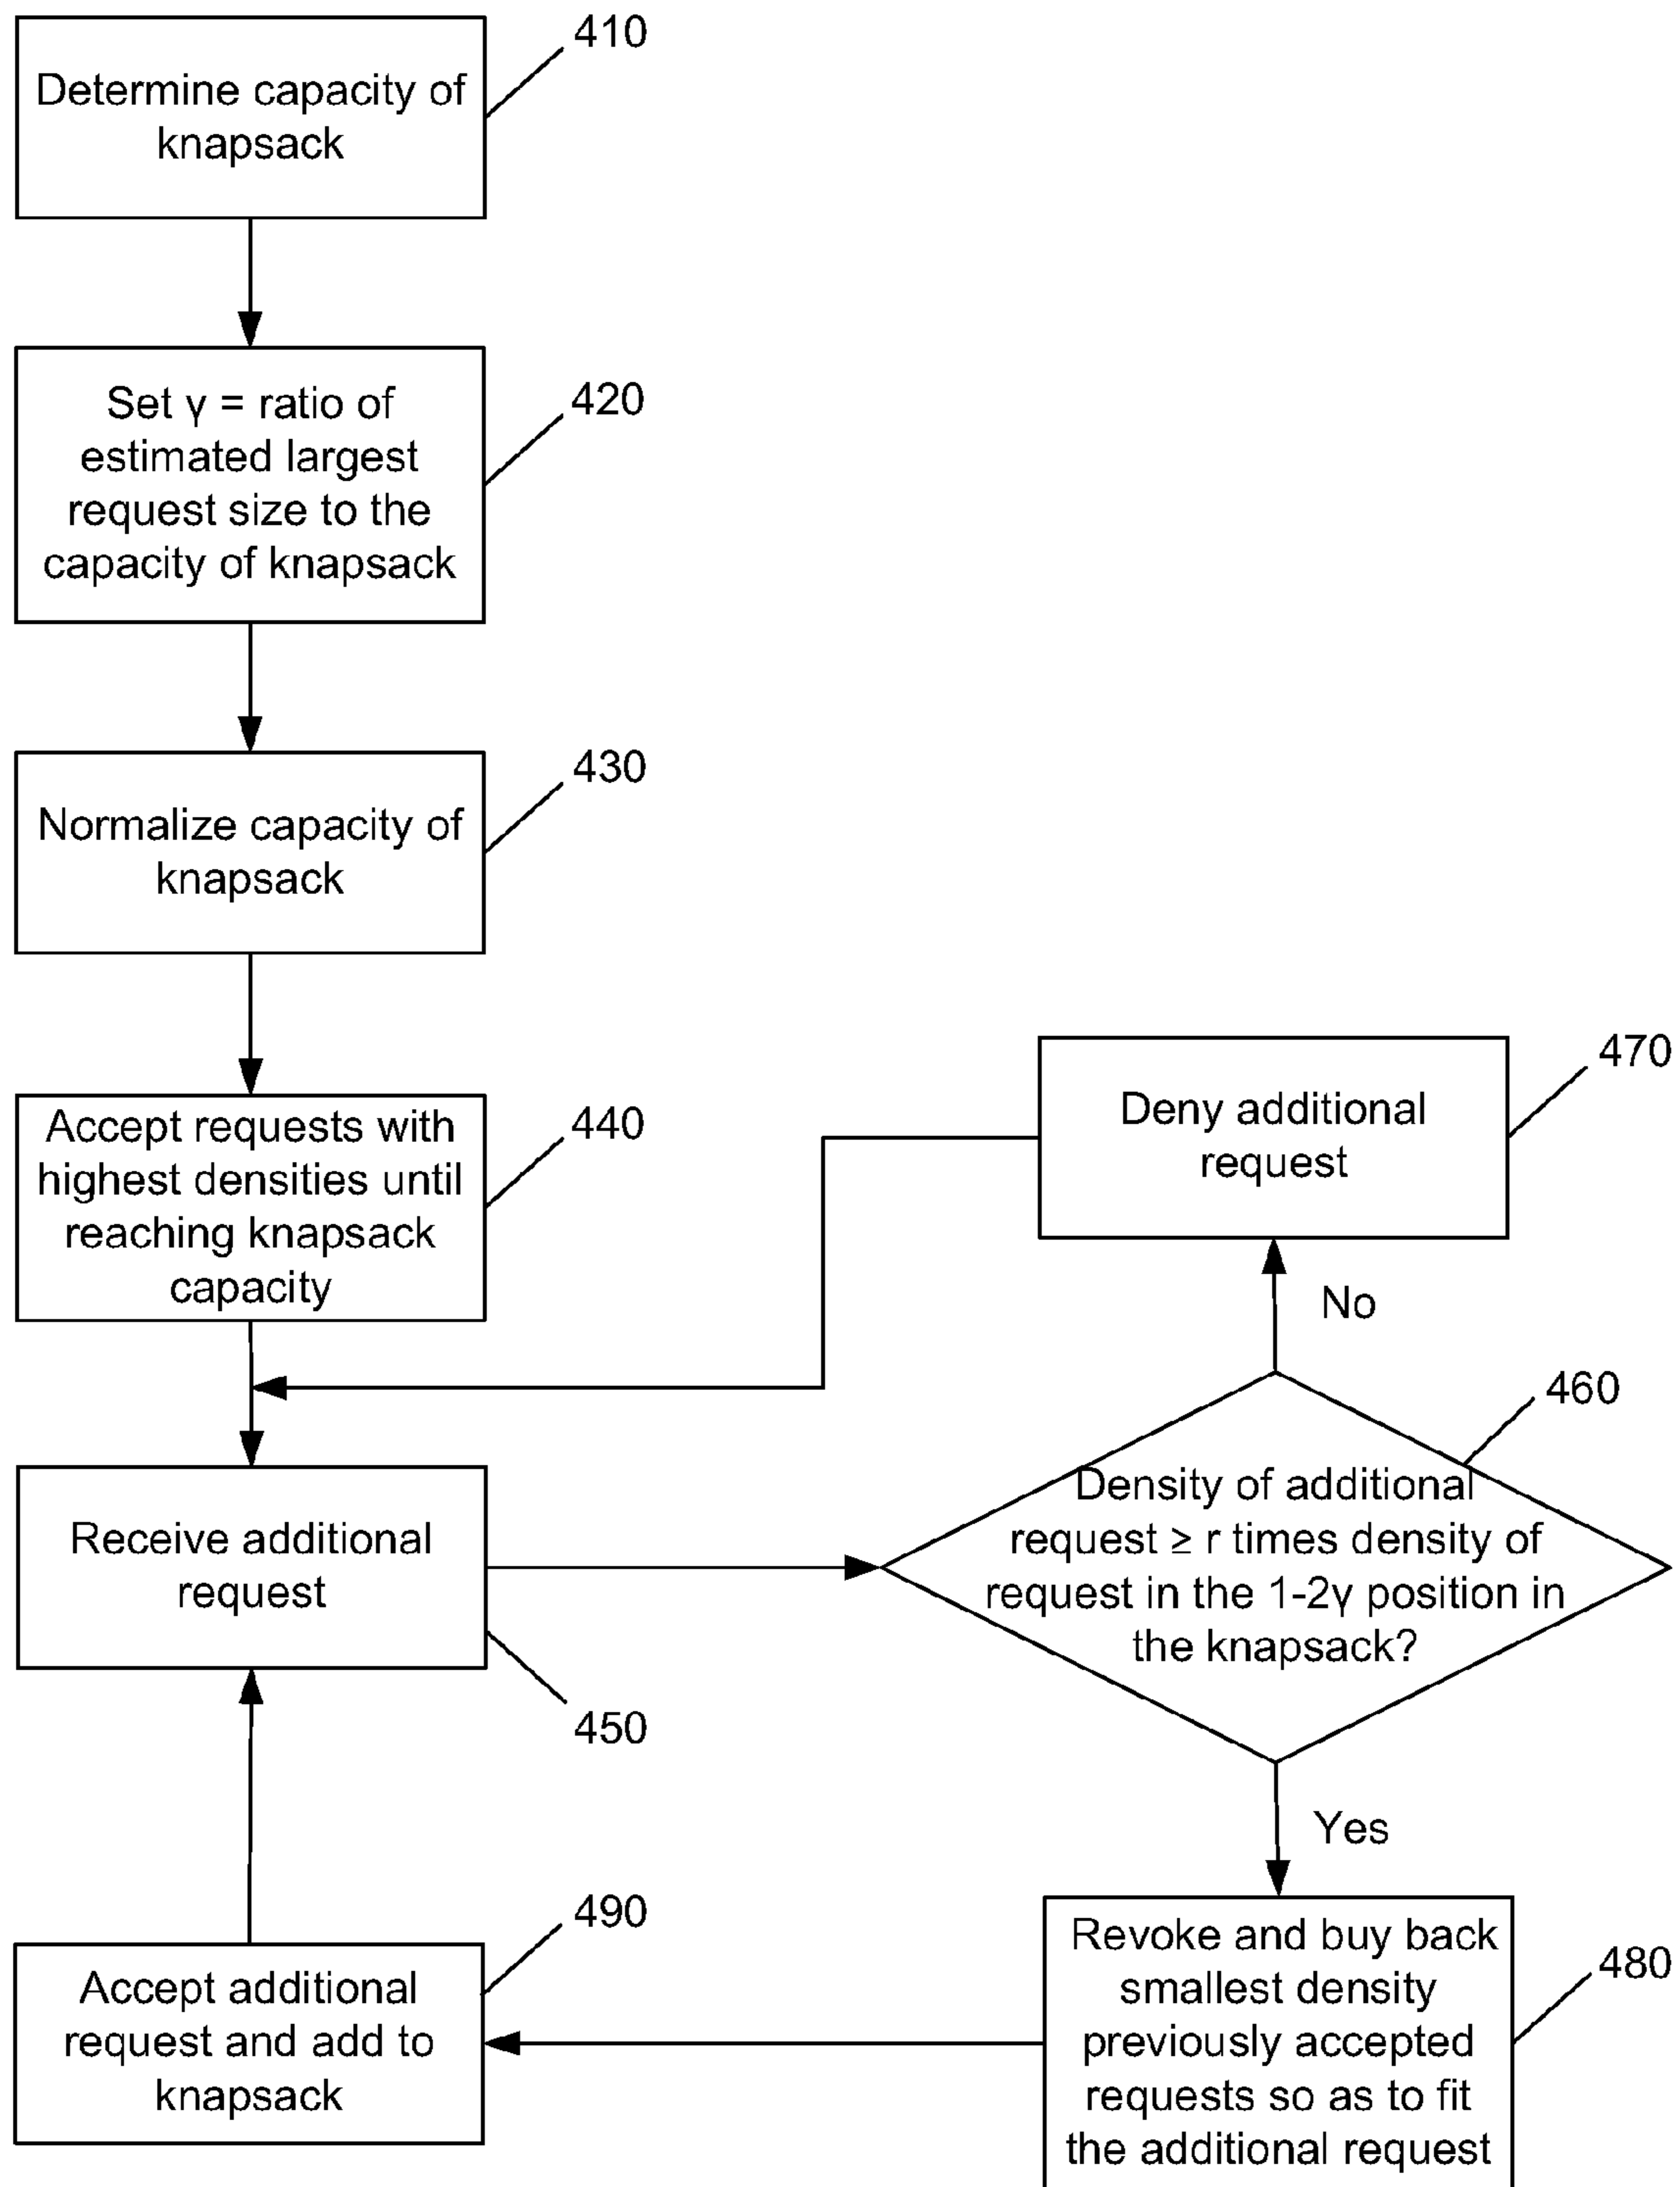 Determine capacity of
knapsack
410
Set γ = ratio of
estimated largest
request size to the
capacity of knapsack
420
Normalize capacity of
knapsack
430
Accept requests with
highest densities until
reaching knapsack
capacity
440
Receive additional
request
450
Density of additional
request ≥ r times density of
request in the 1-2γ position in
the knapsack?
460
No
Deny additional
request
470
Yes
Revoke and buy back
smallest density
previously accepted
requests so as to fit
the additional request
480
Accept additional
request and add to
knapsack
490